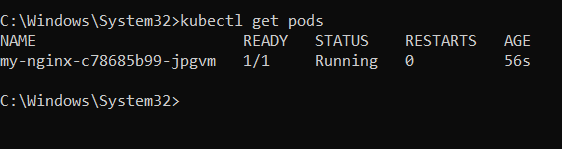 C:\Windows\System32>kubectl get pods
NAME                       READY   STATUS    RESTARTS   AGE
my-nginx-c78685b99-jpgvm   1/1     Running   0          56s
C:\Windows\System32>